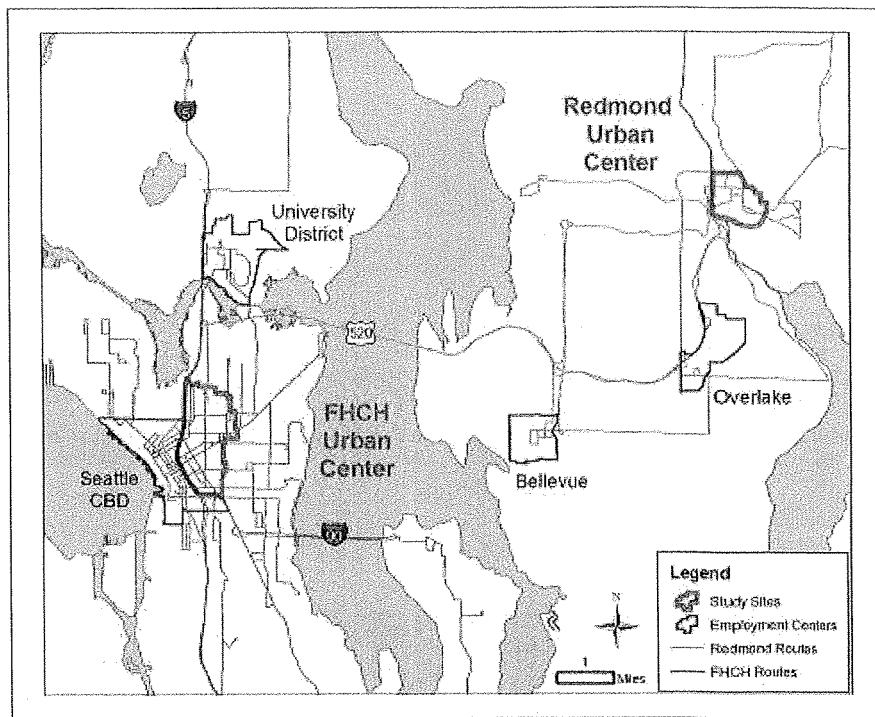 Redmond
Urban
Center
University
District
520
FHCH
Urban
Center
Seattle
CBD
Overlake
Bellevue
Legend
Study Sites
Employment Centers
Redmond Routes
FHCH Routes
N
1
Miles